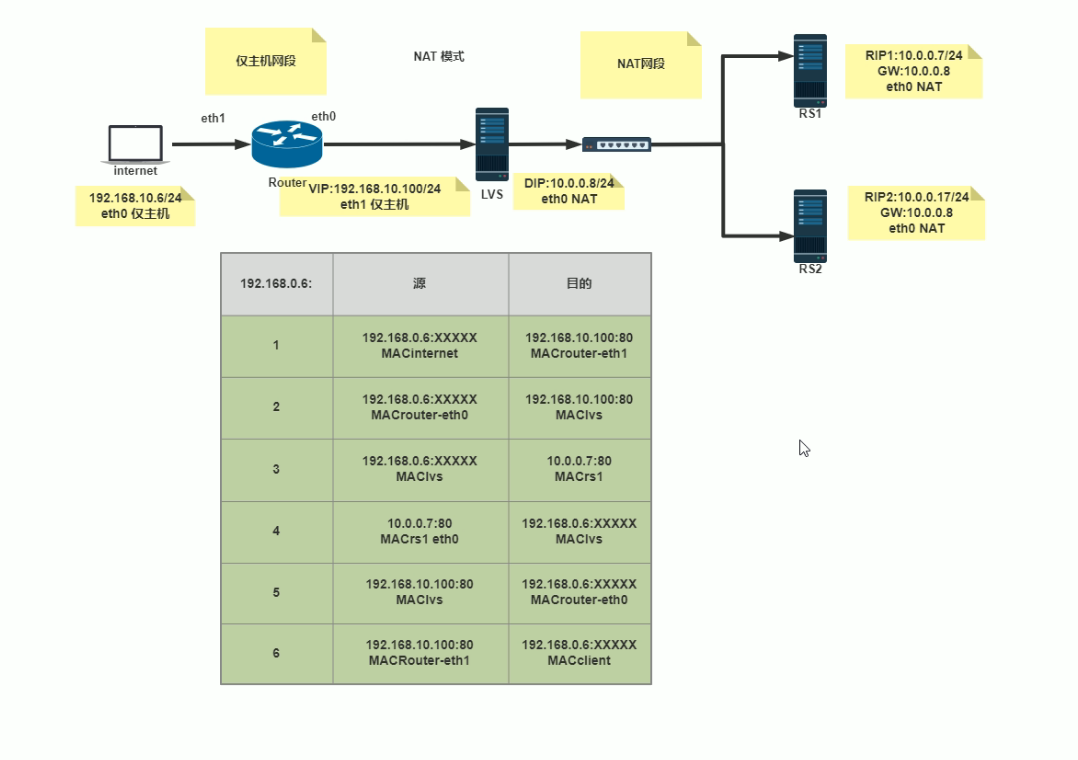 仅主机网段
NAT 模式
NAT网段
RIP1:10.0.0.7/24
GW:10.0.0.8
eth0 NAT
RS1
eth1
eth0
internet
Router
192.168.10.6/24
eth0 仅主机
VIP:192.168.10.100/24
eth1 仅主机
LVS
DIP:10.0.0.8/24
eth0 NAT
RIP2:10.0.0.17/24
GW:10.0.0.8
eth0 NAT
RS2
192.168.0.6: 源 目的
1 192.168.0.6:XXXXX 192.168.10.100:80
MACinternet MACrouter-eth1
2 192.168.0.6:XXXXX 192.168.10.100:80
MACrouter-eth0 MAClvs
3 192.168.0.6:XXXXX 10.0.0.7:80
MAClvs MACrs1
4 10.0.0.7:80 192.168.0.6:XXXXX
MACrs1 eth0 MAClvs
5 192.168.10.100:80 192.168.0.6:XXXXX
MAClvs MACrouter-eth0
6 192.168.10.100:80 192.168.0.6:XXXXX
MACRouter-eth1 MACclient